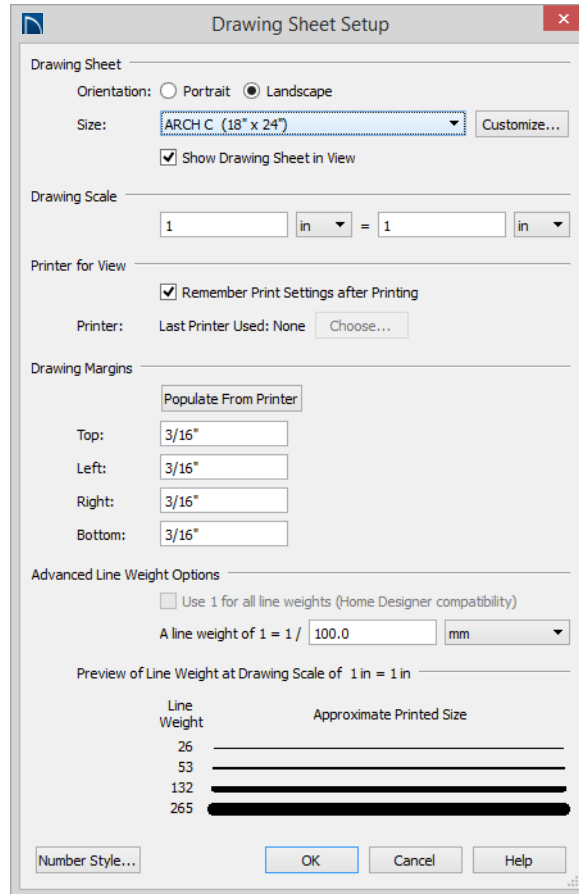 Drawing Sheet Setup
Drawing Sheet
Orientation: Portrait Landscape
Size: ARCH C (18" x 24") Customize...
Show Drawing Sheet in View
Drawing Scale
1 in = 1 in
Printer for View
Remember Print Settings after Printing
Printer: Last Printer Used: None Choose...
Drawing Margins
Populate From Printer
Top: 3/16"
Left: 3/16"
Right: 3/16"
Bottom: 3/16"
Advanced Line Weight Options
Use 1 for all line weights (Home Designer compatibility)
A line weight of 1 = 1 / 100.0 mm
Preview of Line Weight at Drawing Scale of 1 in = 1 in
Line Weight Approximate Printed Size
26
53
132
265
Number Style... OK Cancel Help